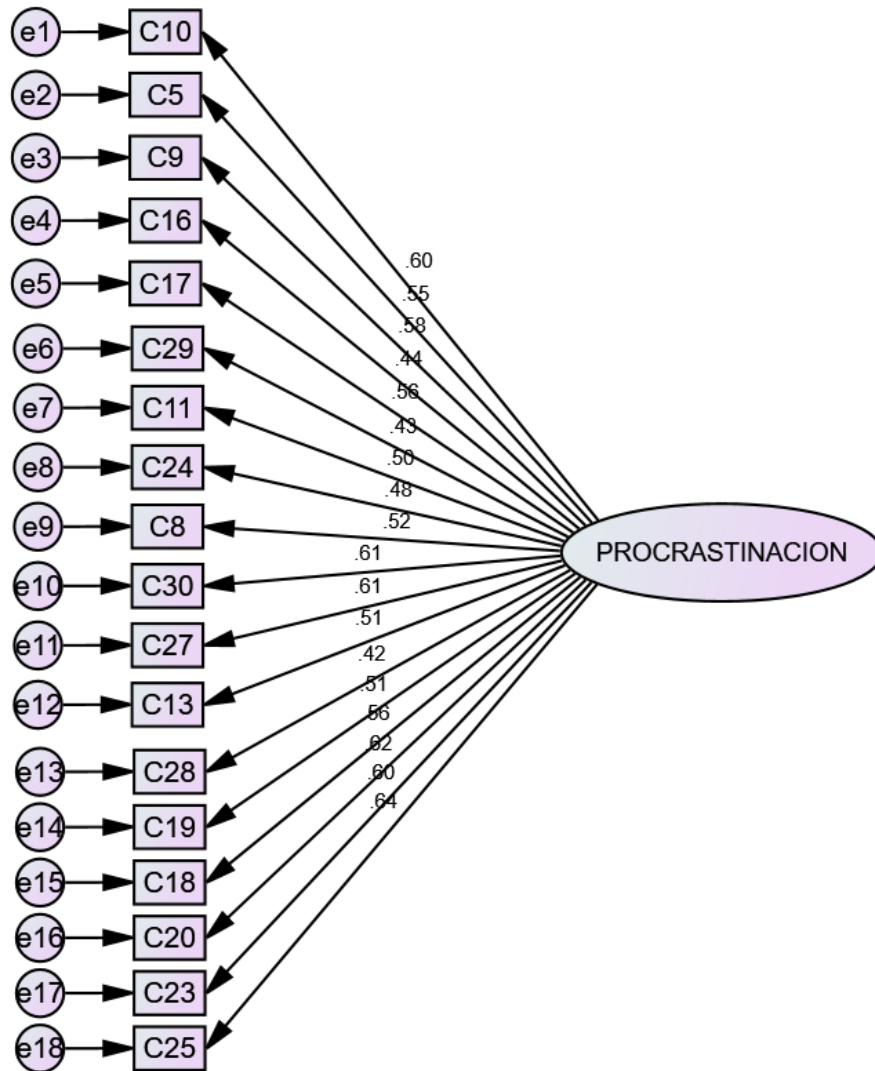 e1 C10
e2 C5
e3 C9
e4 C16
e5 C17
e6 C29
e7 C11
e8 C24
e9 C8
e10 C30
e11 C27
e12 C13
e13 C28
e14 C19
e15 C18
e16 C20
e17 C23
e18 C25
.60
.55
.58
.44
.56
.43
.50
.48
.52
.61
.61
.51
.42
.51
.56
.62
.60
.64
PROCRASTINACION